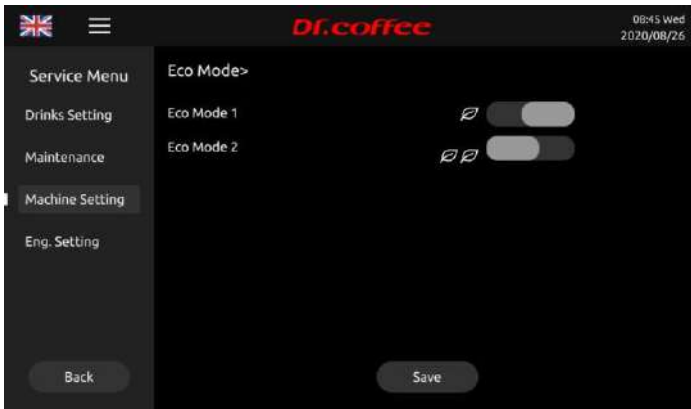 Dr.coffee
08:45 Wed
2020/08/26
Service Menu
Drinks Setting
Maintenance
Machine Setting
Eng. Setting
Back
Eco Mode>
Eco Mode 1
Eco Mode 2
Save